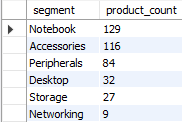 segment product_count
Notebook 129
Accessories 116
Peripherals 84
Desktop 32
Storage 27
Networking 9